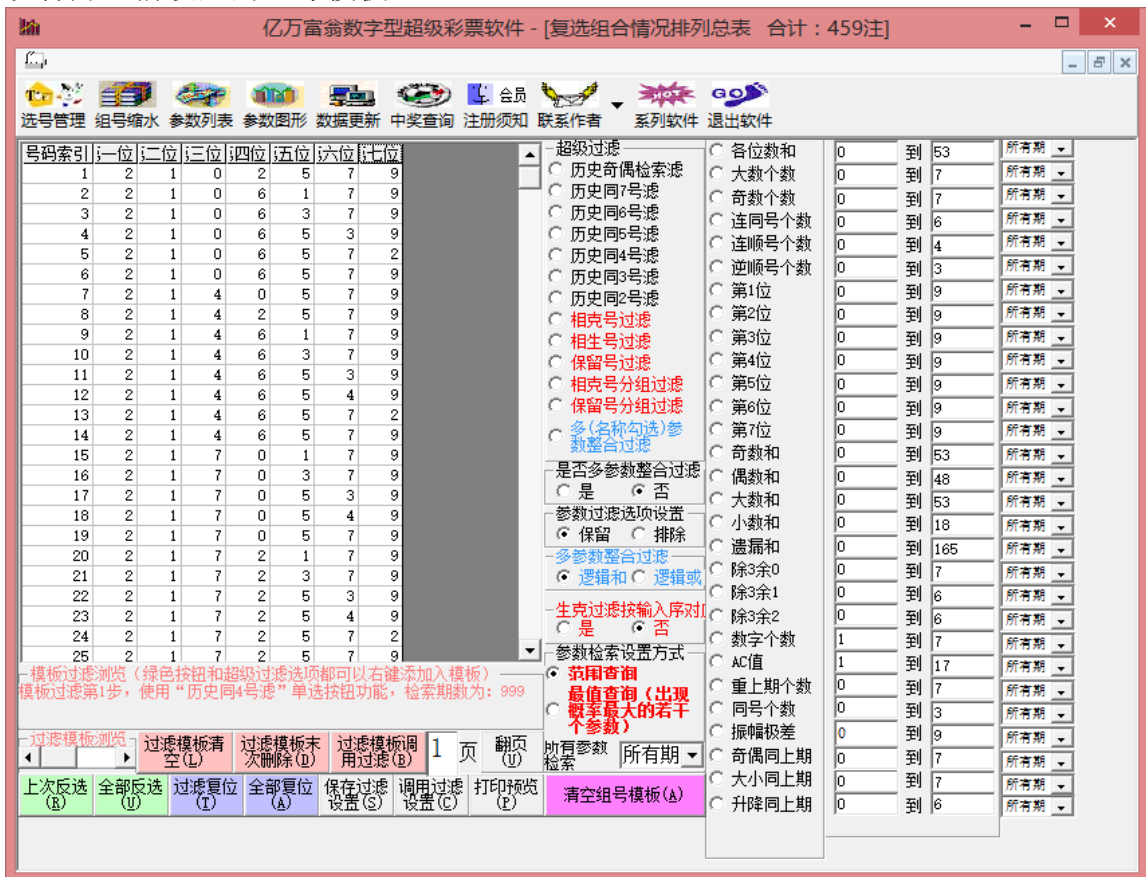 亿万富翁数字型超级彩票软件 - [复选组合情况排列总表 合计：459注]
会员
选号管理 组号缩水 参数列表 参数图形 数据更新 中奖查询 注册须知 联系作者 系列软件 退出软件
号码索引 一位 二位 三位 四位 五位 六位 七位
1 2 1 0 2 5 7 9
2 2 1 0 6 1 7 9
3 2 1 0 6 3 7 9
4 2 1 0 6 5 3 9
5 2 1 0 6 5 7 2
6 2 1 0 6 5 7 9
7 2 1 4 0 5 7 9
8 2 1 4 2 5 7 9
9 2 1 4 6 1 7 9
10 2 1 4 6 3 7 9
11 2 1 4 6 5 3 9
12 2 1 4 6 5 4 9
13 2 1 4 6 5 7 2
14 2 1 4 6 5 7 9
15 2 1 7 0 1 7 9
16 2 1 7 0 3 7 9
17 2 1 7 0 5 3 9
18 2 1 7 0 5 4 9
19 2 1 7 0 5 7 9
20 2 1 7 2 1 7 9
21 2 1 7 2 3 7 9
22 2 1 7 2 5 3 9
23 2 1 7 2 5 4 9
24 2 1 7 2 5 7 2
25 2 1 7 2 5 7 9
模板过滤浏览（绿色按钮和超级过滤选项都可以右键添加入模板）
模板过滤第1步，使用“历史同4号滤”单选按钮功能，检索期数为：999
过滤模板浏览
过滤模板清空(L)
过滤模板末次删除(D)
过滤模板调用过滤(B)
1 页
翻页(U)
上次反选(R)
全部反选(U)
过滤复位(T)
全部复位(A)
保存过滤设置(S)
调用过滤设置(C)
打印预览(P)
超级过滤
历史奇偶检索滤
历史同7号滤
历史同6号滤
历史同5号滤
历史同4号滤
历史同3号滤
历史同2号滤
相克号过滤
相生号过滤
保留号过滤
相克号分组过滤
保留号分组过滤
多(名称勾选)参
数整合过滤
是否多参数整合过滤
是 否
参数过滤选项设置
保留 排除
多参数整合过滤
逻辑和 逻辑或
生克过滤按输入序对应
是 否
参数检索设置方式
范围查询
最值查询（出现
概率最大的若干
个参数）
所有参数检索 所有期
清空组号模板(A)
各位数和 0 到 53 所有期
大数个数 0 到 7 所有期
奇数个数 0 到 7 所有期
连同号个数 0 到 6 所有期
连顺号个数 0 到 4 所有期
逆顺号个数 0 到 3 所有期
第1位 0 到 9 所有期
第2位 0 到 9 所有期
第3位 0 到 9 所有期
第4位 0 到 9 所有期
第5位 0 到 9 所有期
第6位 0 到 9 所有期
第7位 0 到 9 所有期
奇数和 0 到 53 所有期
偶数和 0 到 48 所有期
大数和 0 到 53 所有期
小数和 0 到 18 所有期
遗漏和 0 到 165 所有期
除3余0 0 到 7 所有期
除3余1 0 到 6 所有期
除3余2 0 到 6 所有期
数字个数 1 到 7 所有期
AC值 1 到 17 所有期
重上期个数 0 到 7 所有期
同号个数 0 到 3 所有期
振幅极差 0 到 9 所有期
奇偶同上期 0 到 7 所有期
大小同上期 0 到 7 所有期
升降同上期 0 到 6 所有期